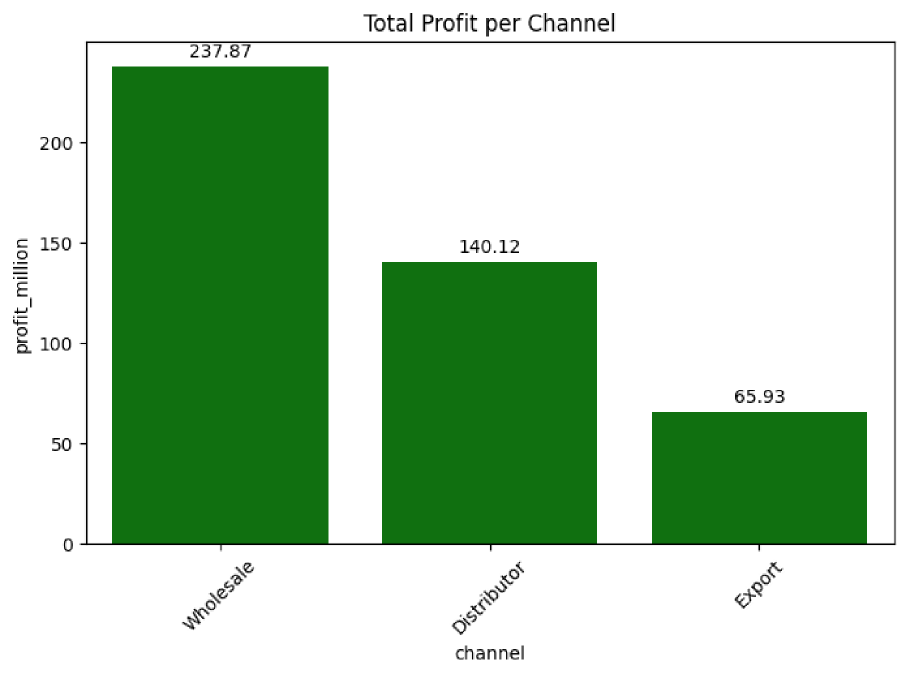 Total Profit per Channel
237.87
140.12
65.93
200
150
100
50
0
profit_million
Wholesale
Distributor
Export
channel